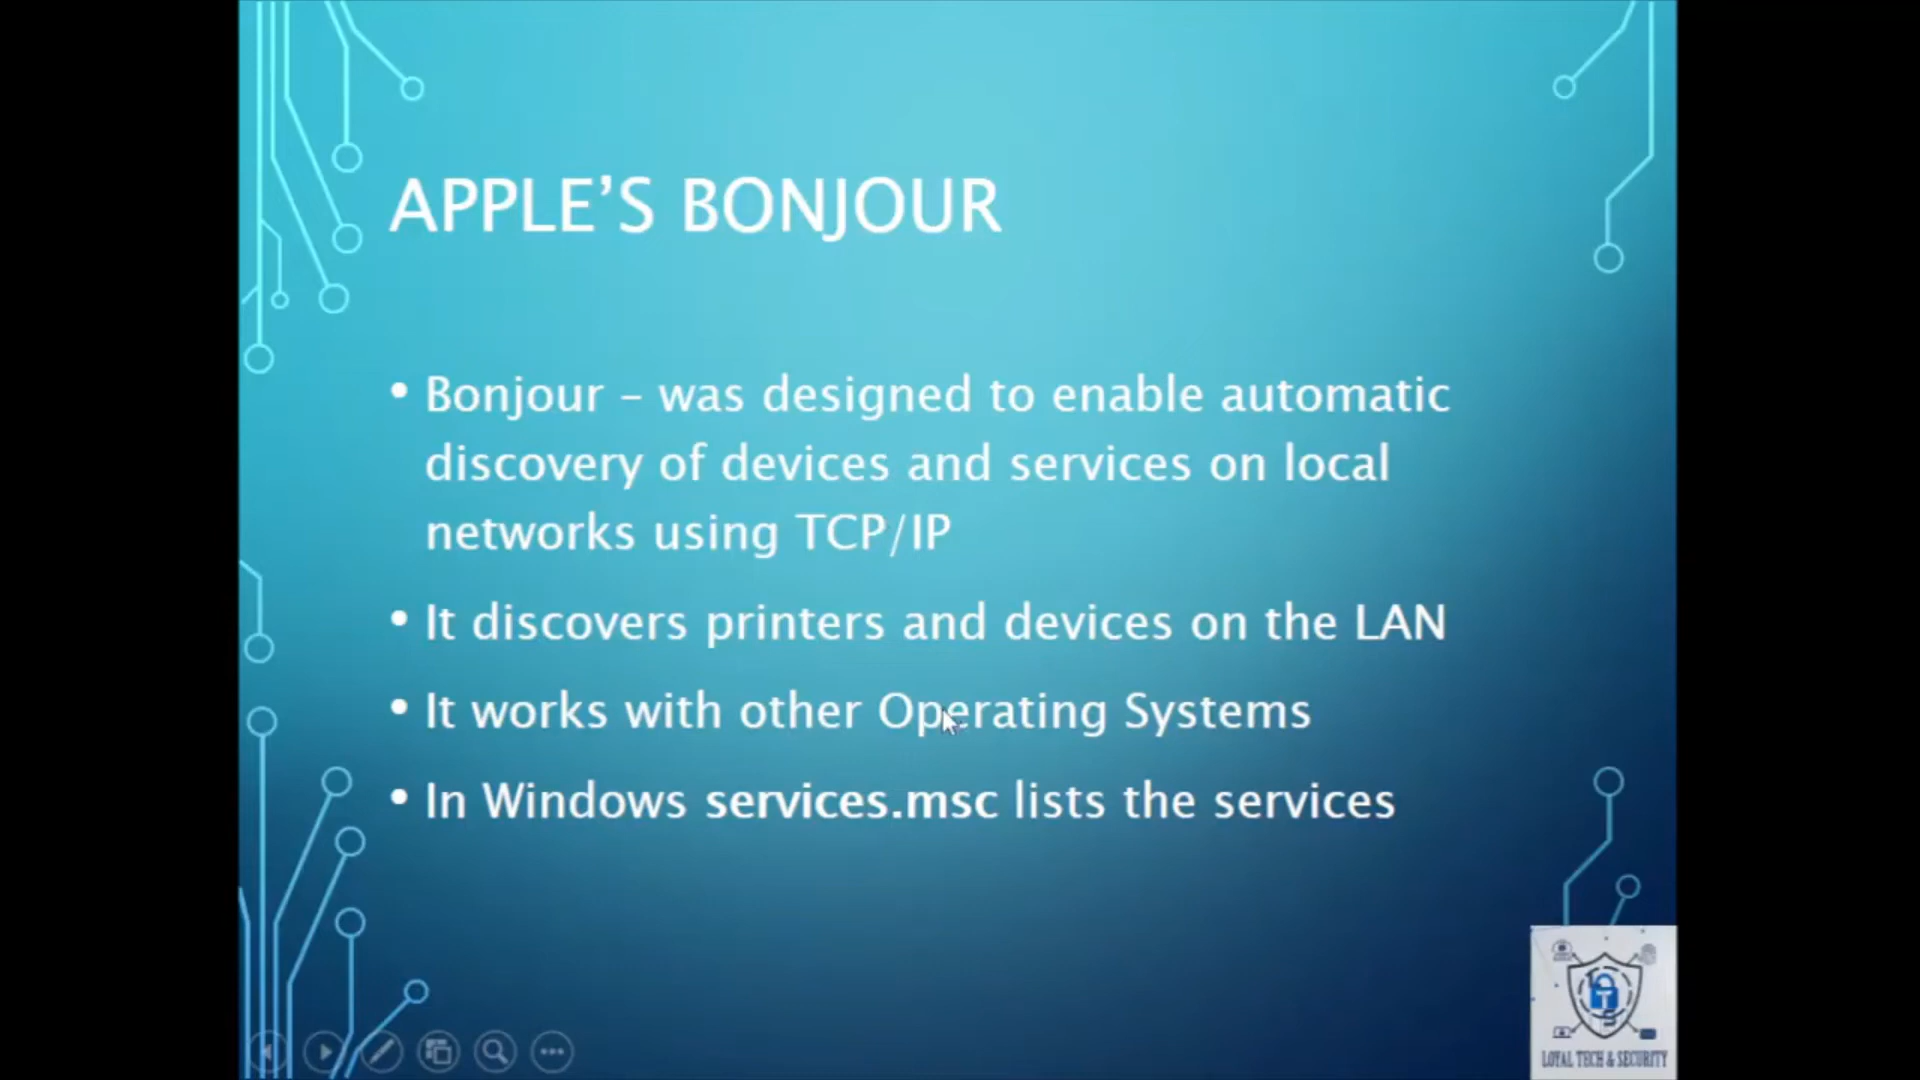 APPLE'S BONJOUR
• Bonjour – was designed to enable automatic
discovery of devices and services on local
networks using TCP/IP
• It discovers printers and devices on the LAN
• It works with other Operating Systems
• In Windows services.msc lists the services
T
LOYAL TECH & SECURITY